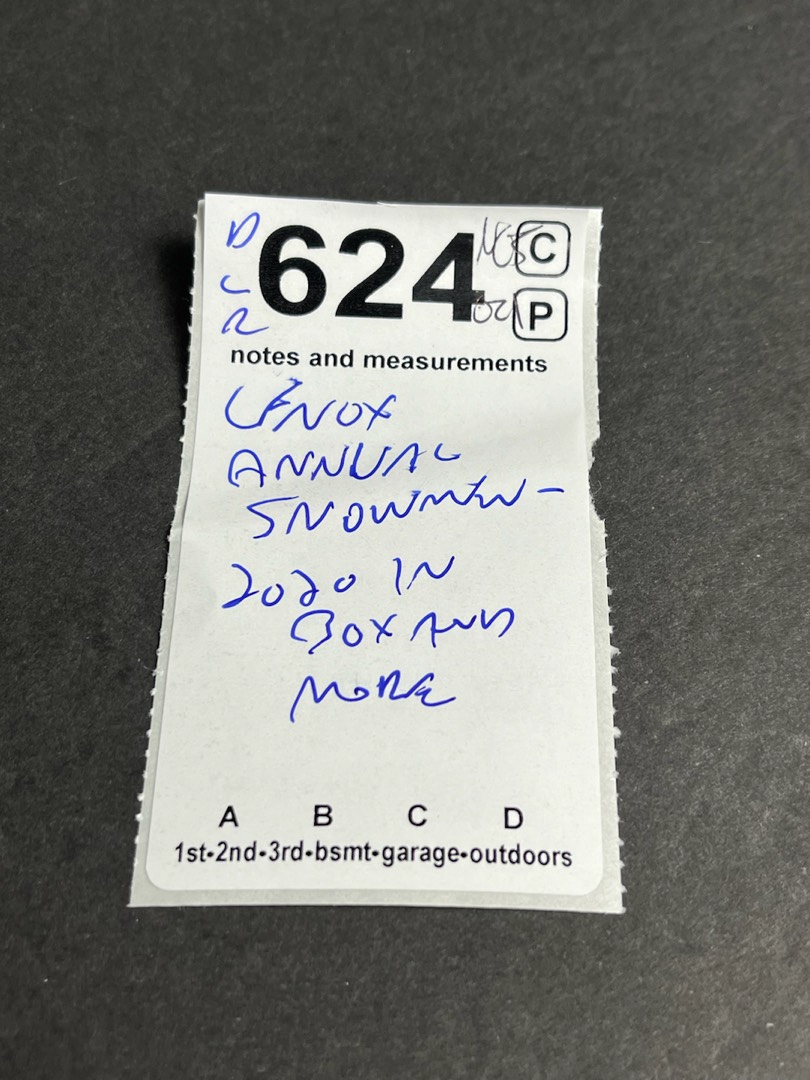 D
L
R
624
C
P
notes and measurements
LENOX
ANNUAL
SNOWMEN -
2020 IN
BOX AND
MORE
A B C D
1st•2nd•3rd•bsmt•garage•outdoors